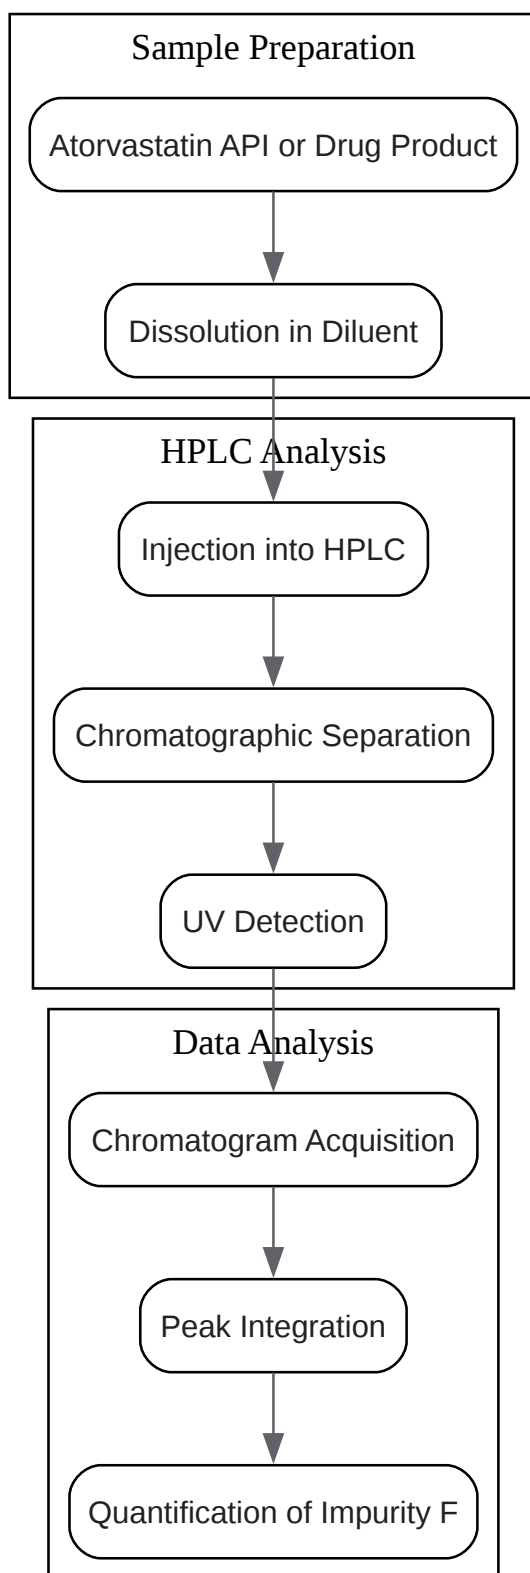 Sample Preparation
Atorvastatin API or Drug Product
Dissolution in Diluent
HPLC Analysis
Injection into HPLC
Chromatographic Separation
UV Detection
Data Analysis
Chromatogram Acquisition
Peak Integration
Quantification of Impurity F